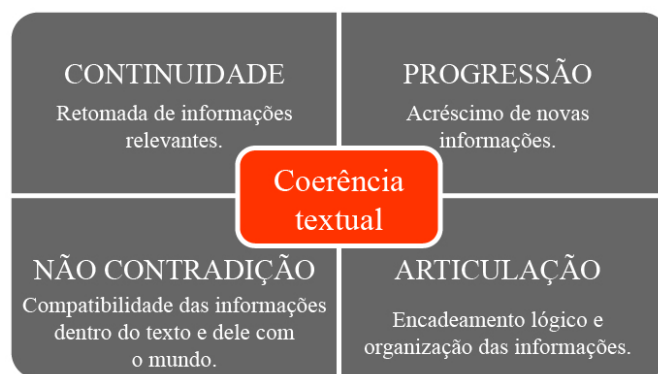 CONTINUIDADE
Retomada de informações
relevantes.
PROGRESSÃO
Acréscimo de novas
informações.
Coerência
textual
NÃO CONTRADIÇÃO
Compatibilidade das informações
dentro do texto e dele com
o mundo.
ARTICULAÇÃO
Encadeamento lógico e
organização das informações.